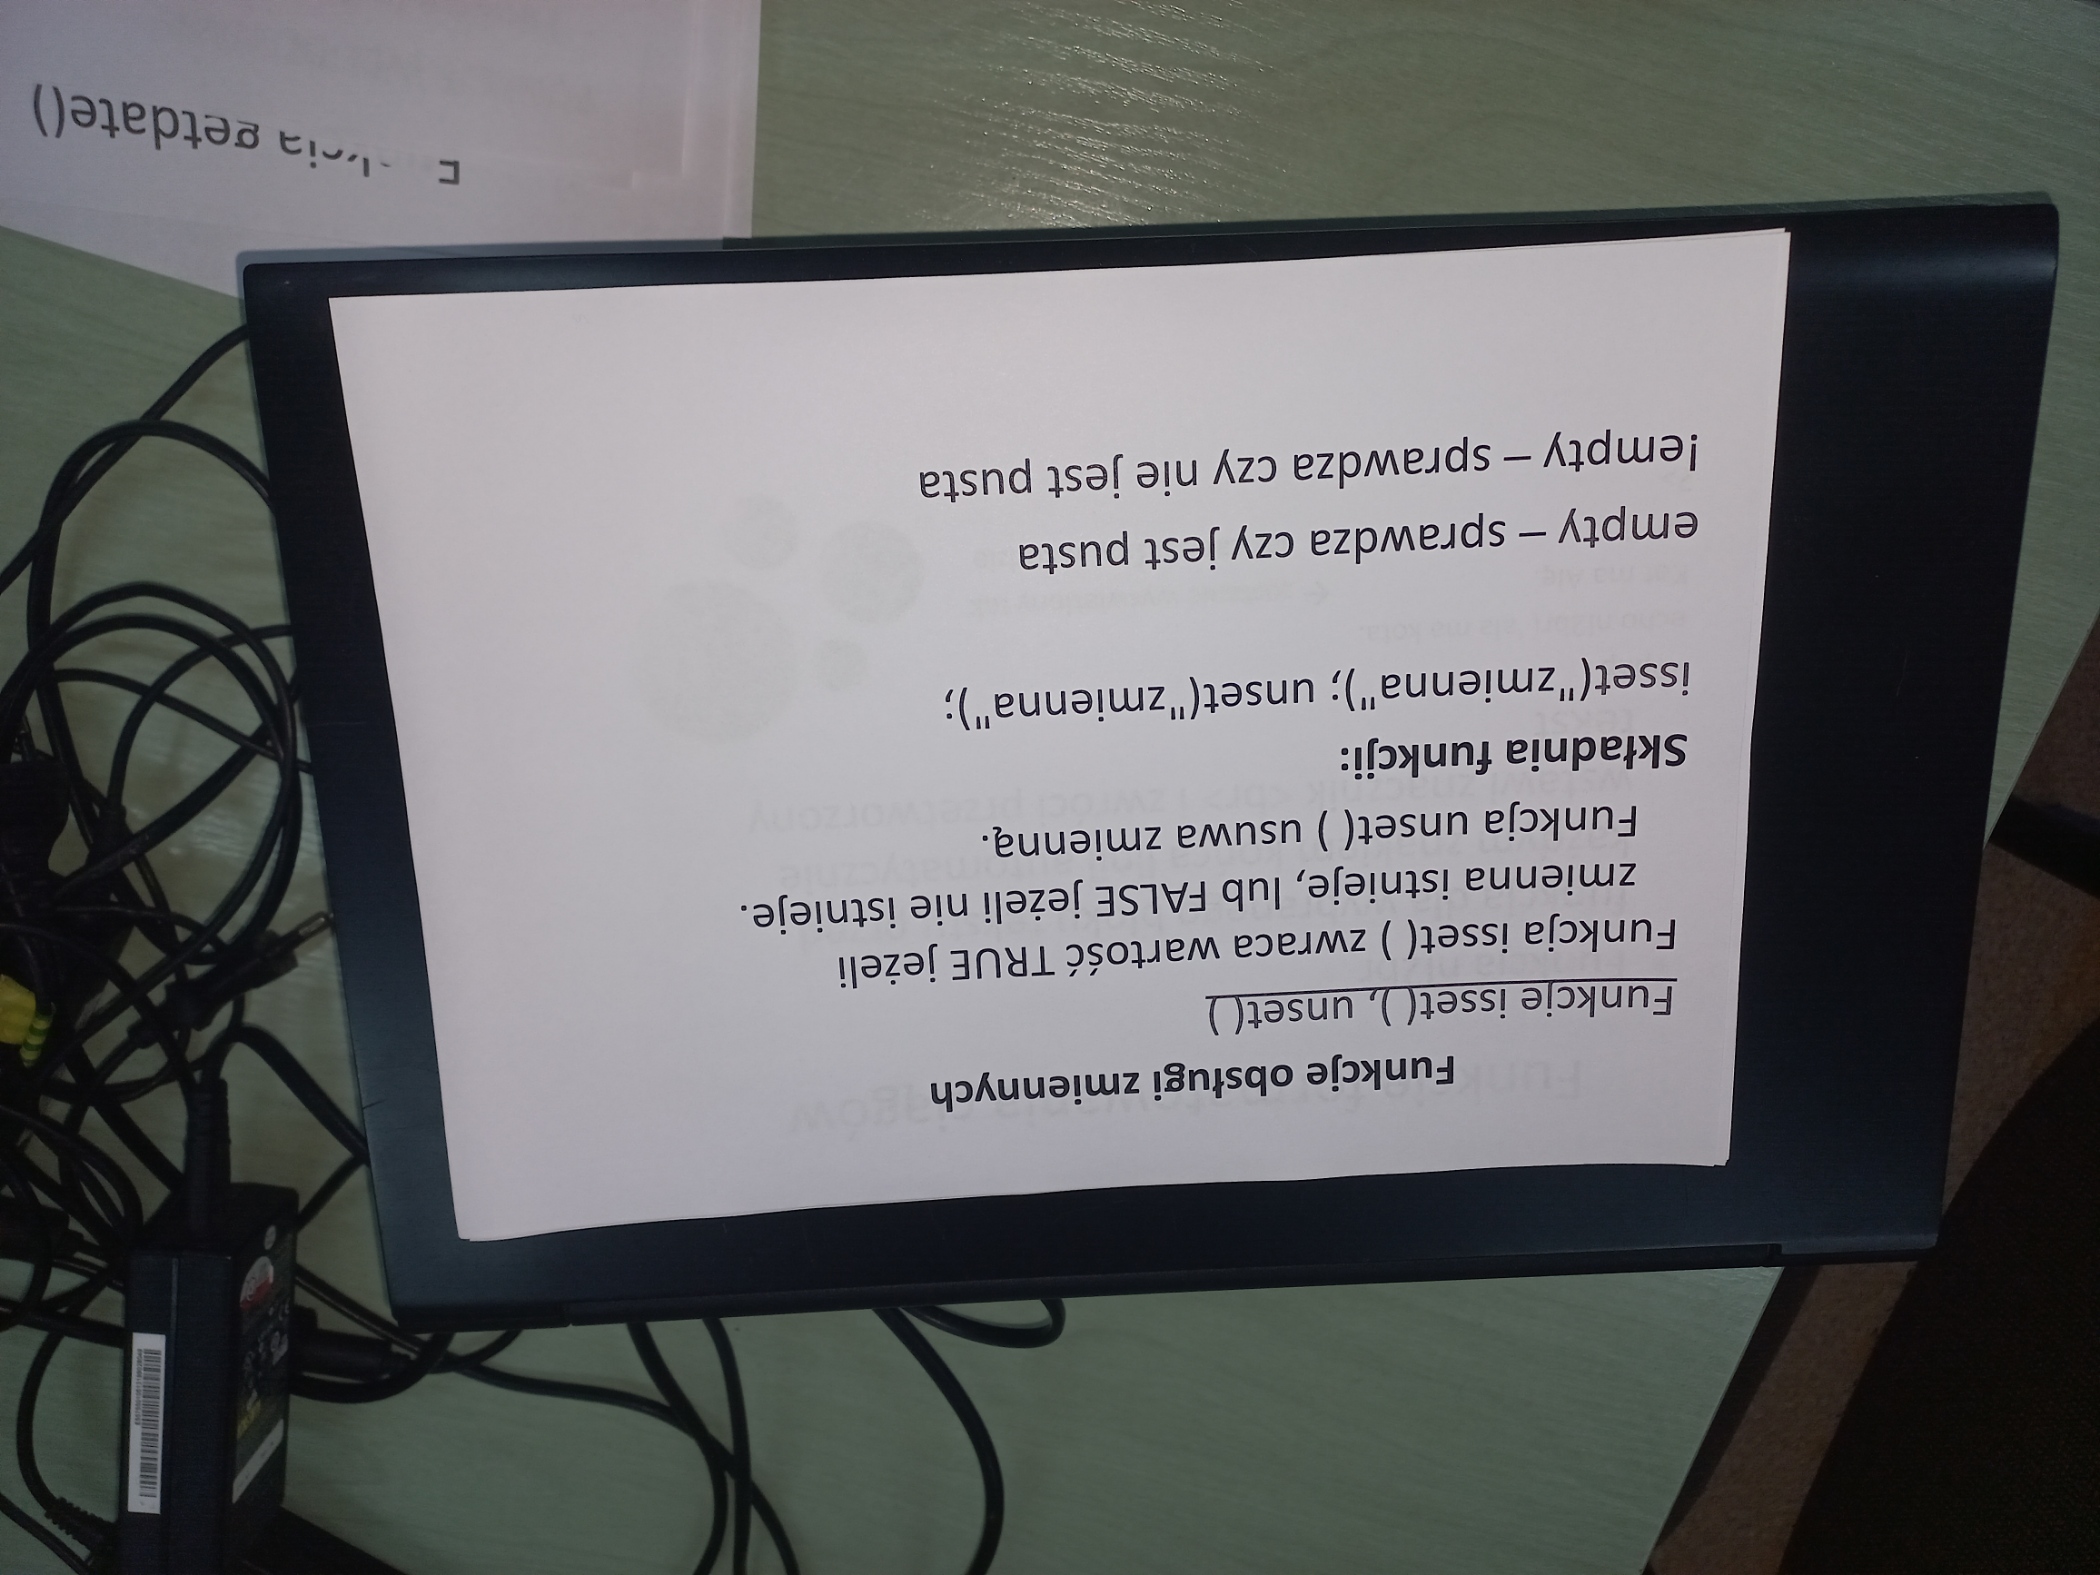 Funkcje obsługi zmiennych
Funkcje isset( ), unset( )
Funkcja isset( ) zwraca wartość TRUE jeżeli
zmienna istnieje, lub FALSE jeżeli nie istnieje.
Funkcja unset( ) usuwa zmienną.
Składnia funkcji:
isset("zmienna"); unset("zmienna");
empty – sprawdza czy jest pusta
!empty – sprawdza czy nie jest pusta
getdate()